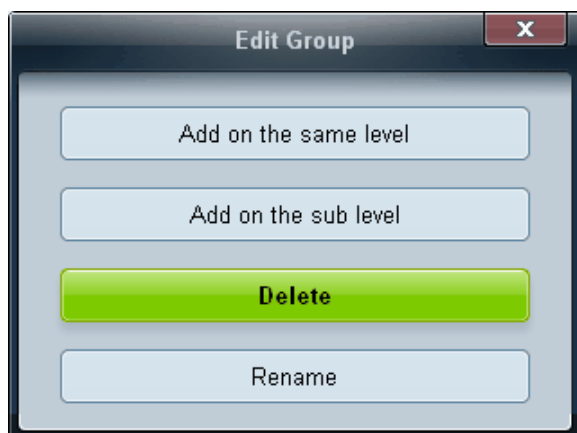 Edit Group
x
Add on the same level
Add on the sub level
Delete
Rename